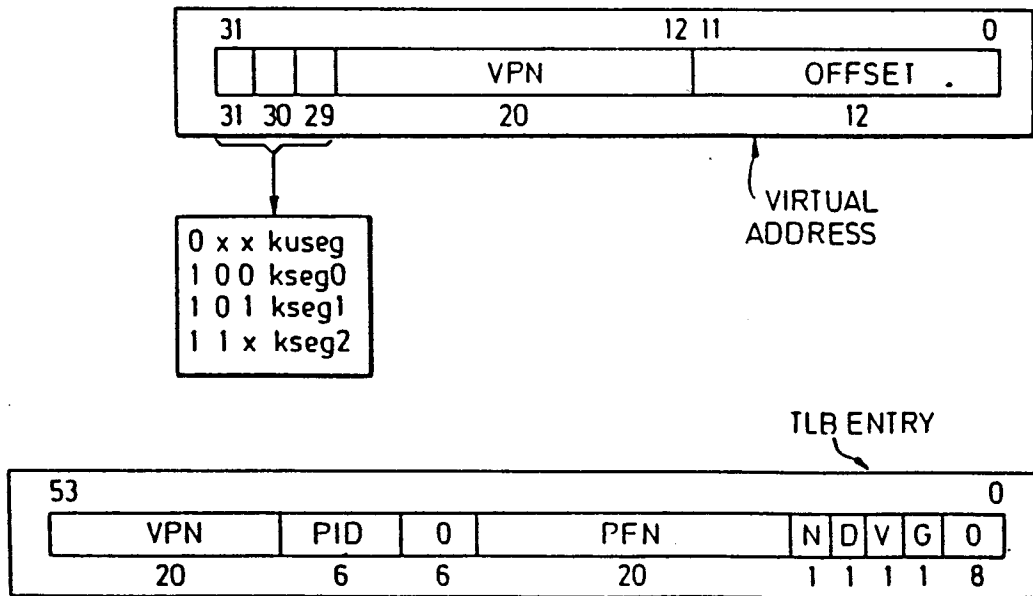 31 12 11 0
VPN OFFSET
31 30 29 20 12
VIRTUAL
ADDRESS
0 x x kuseg
1 0 0 kseg0
1 0 1 kseg1
1 1 x kseg2
TLB ENTRY
53 0
VPN PID 0 PFN N D V G 0
20 6 6 20 1 1 1 1 8